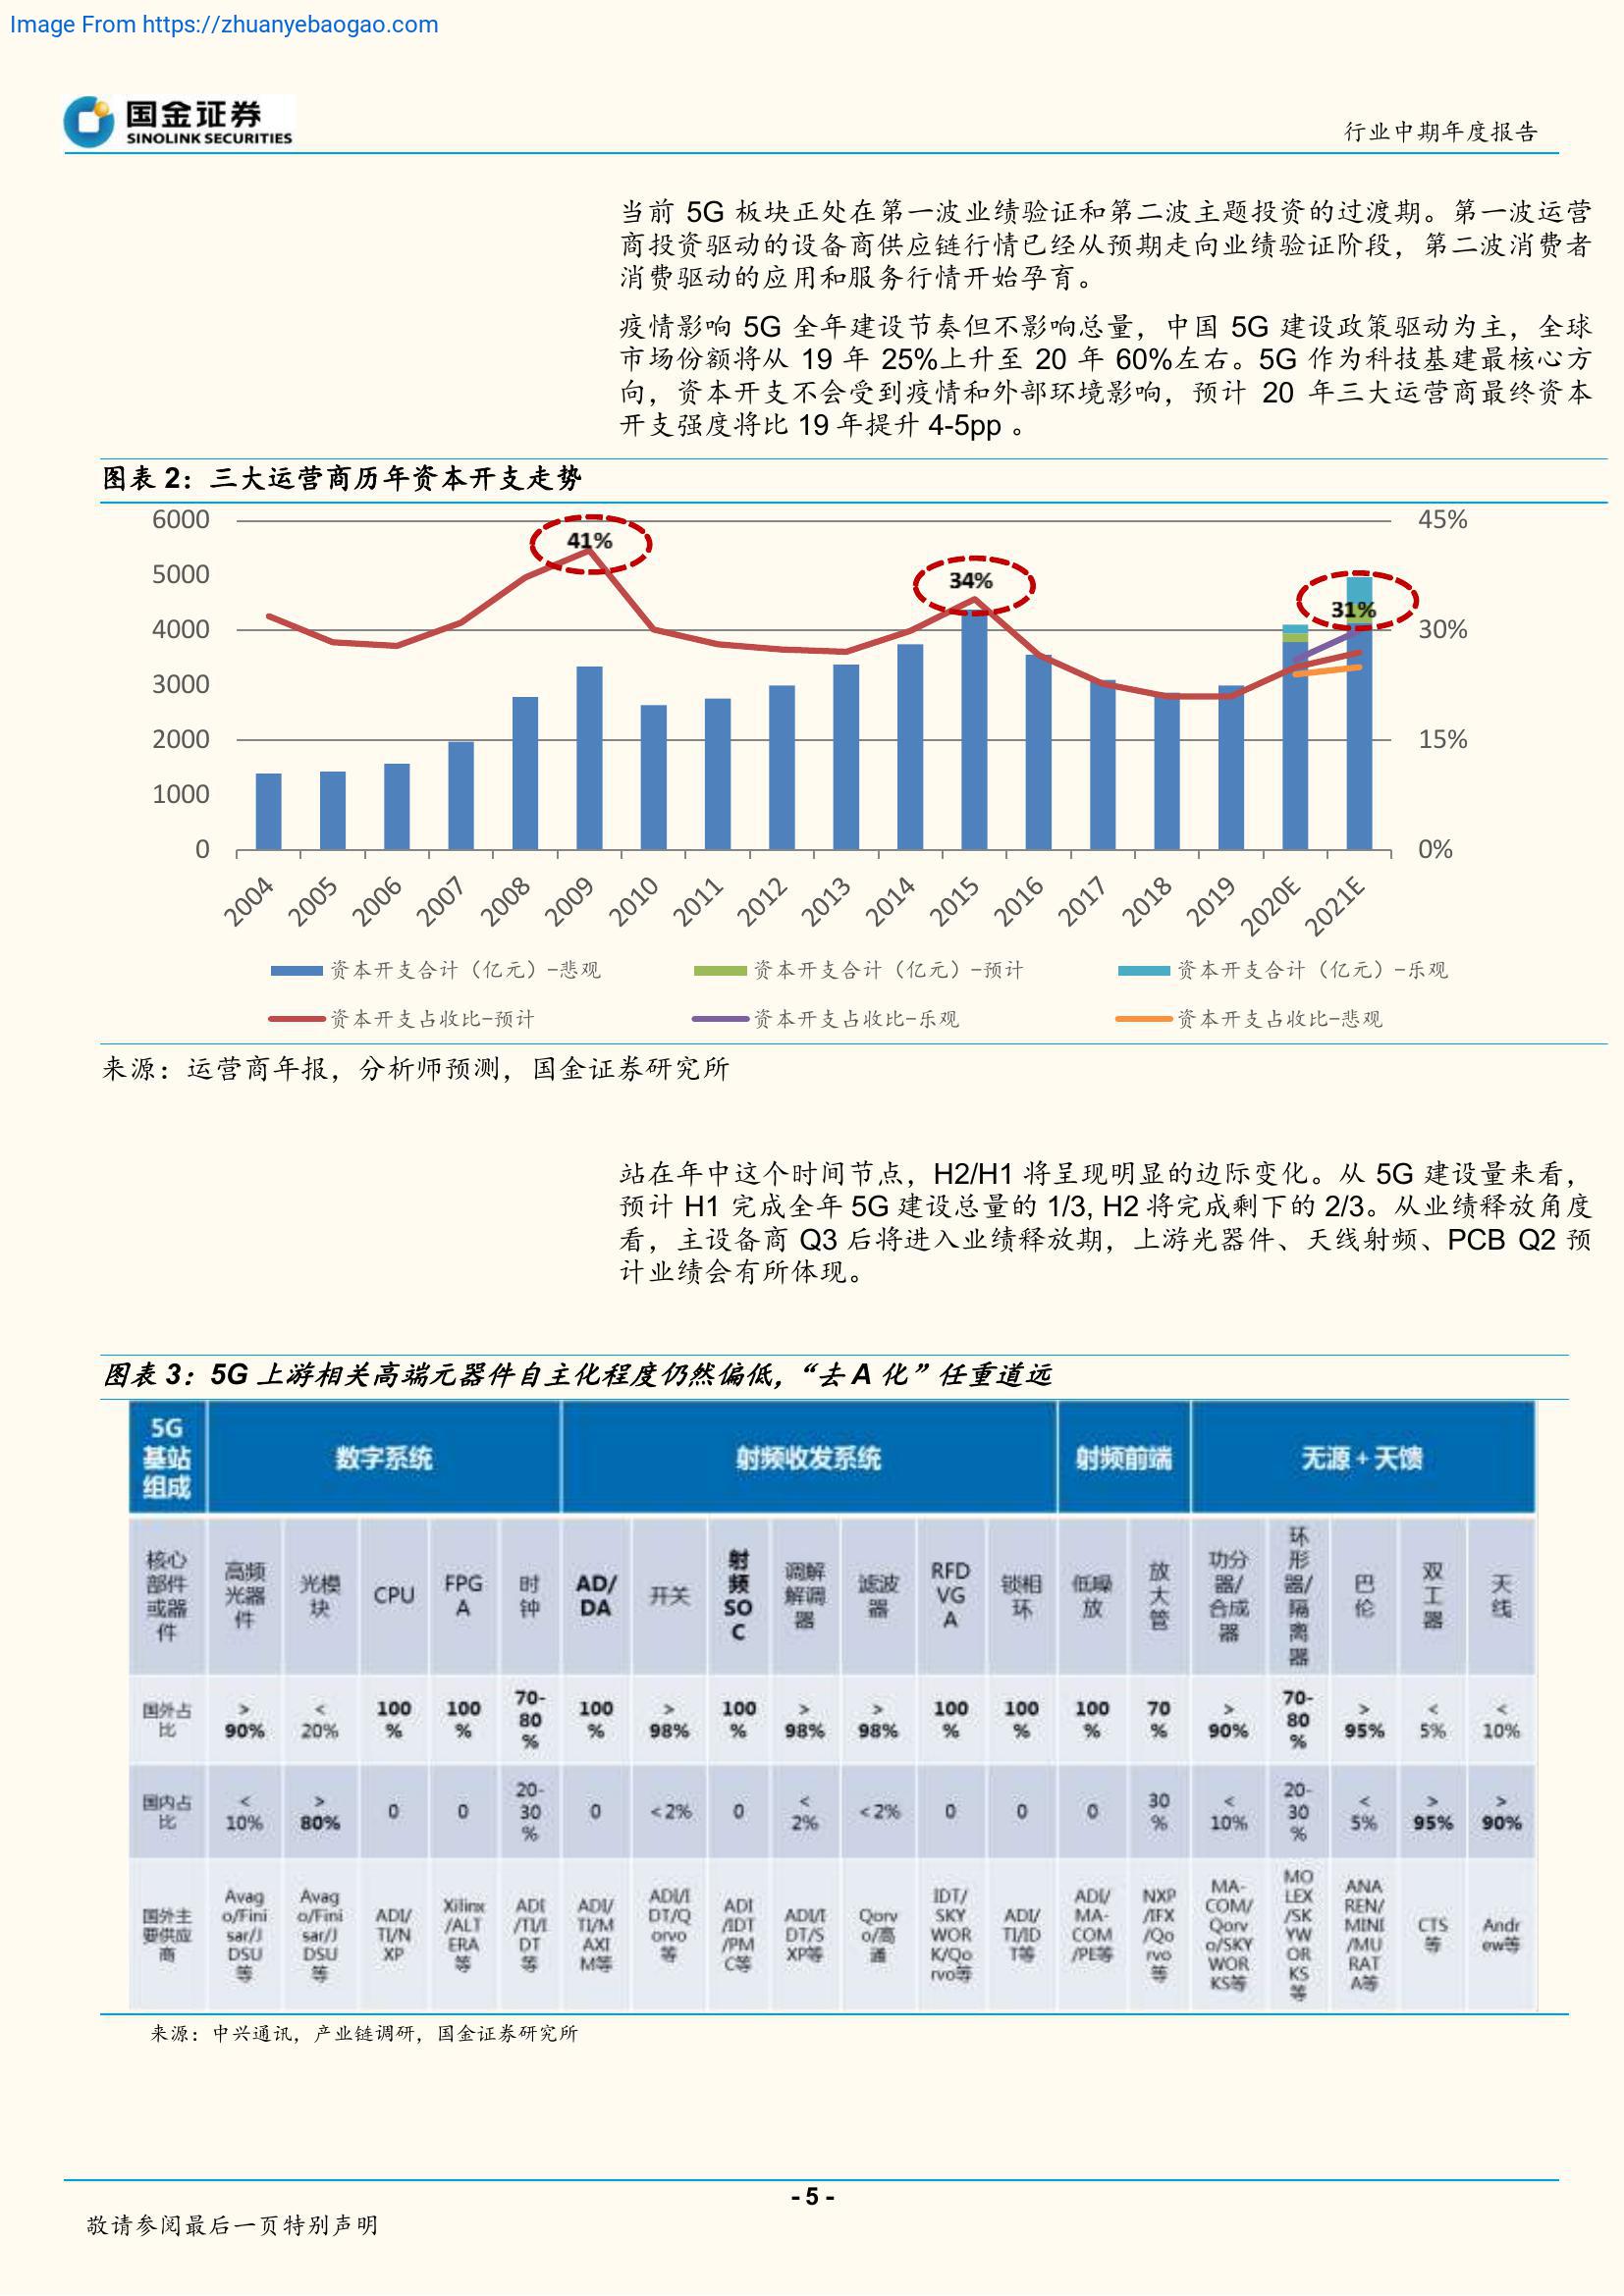 Image From https://zhuanyebaogao.com
国金证券
SINOLINK SECURITIES
行业中期年度报告
当前 5G 板块正处在第一波业绩验证和第二波主题投资的过渡期。第一波运营
商投资驱动的设备商供应链行情已经从预期走向业绩验证阶段，第二波消费者
消费驱动的应用和服务行情开始孕育。
疫情影响 5G 全年建设节奏但不影响总量，中国 5G 建设政策驱动为主，全球
市场份额将从 19 年 25%上升至 20 年 60%左右。5G 作为科技基建最核心方
向，资本开支不会受到疫情和外部环境影响，预计 20 年三大运营商最终资本
开支强度将比 19 年提升 4-5pp 。
图表 2：三大运营商历年资本开支走势
6000 45%
41%
5000 34%
31%
4000 30%
3000
2000 15%
1000
0 0%
2004 2005 2006 2007 2008 2009 2010 2011 2012 2013 2014 2015 2016 2017 2018 2019 2020E 2021E
资本开支合计（亿元）-悲观 资本开支合计（亿元）-预计 资本开支合计（亿元）-乐观
资本开支占收比-预计 资本开支占收比-乐观 资本开支占收比-悲观
来源：运营商年报，分析师预测，国金证券研究所
站在年中这个时间节点，H2/H1 将呈现明显的边际变化。从 5G 建设量来看，
预计 H1 完成全年 5G 建设总量的 1/3, H2 将完成剩下的 2/3。从业绩释放角度
看，主设备商 Q3 后将进入业绩释放期，上游光器件、天线射频、PCB Q2 预
计业绩会有所体现。
图表 3：5G 上游相关高端元器件自主化程度仍然偏低，“去 A 化”任重道远
5G基站组成 数字系统 射频收发系统 射频前端 无源+天馈
核心部件或器件 高频光器件 光模块 CPU FPGA 时钟 AD/DA 开关 射频SOC 调解解调器 滤波器 RFDVGA 锁相环 低噪放 放大管 功分器/合成器 环形器/隔离器 巴伦 双工器 天线
国外占比 >90% <20% 100% 100% 70-80% 100% >98% 100% >98% >98% 100% 100% 100% 70% >90% 70-80% >95% <5% <10%
国内占比 <10% >80% 0 0 20-30% 0 <2% 0 <2% <2% 0 0 0 30% <10% 20-30% <5% >95% >90%
国外主要供应商 Avago/Finisar/JDSU等 Avago/Finisar/JDSU等 ADI/TI/NXP Xilinx/ALTERA等 ADI/TI/IDT等 ADI/TI/MAXIM等 ADI/IDT/Qorvo等 ADI/IDT/PMC等 ADI/IDT/SXP等 Qorvo/高通 IDT/SKYWORK/Qorvo等 ADI/TI/IDT等 ADI/MA-COM/PE等 NXP/IFX/Qorvo等 MA-COM/Qorvo/SKYWORKS等 MOLEX/SKYWORKS等 ANAREN/MINI/MURATA等 CTS等 Andrew等
来源：中兴通讯，产业链调研，国金证券研究所
- 5 -
敬请参阅最后一页特别声明